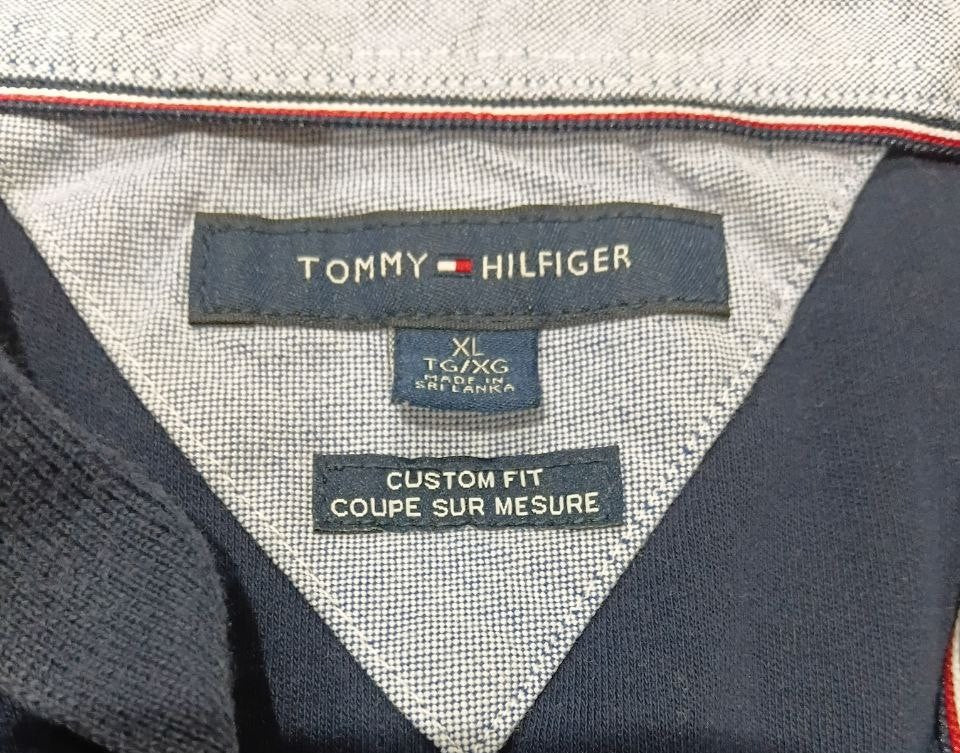 TOMMY HILFIGER
XL
TG/XG
MADE IN
SRI LANKA
CUSTOM FIT
COUPE SUR MESURE